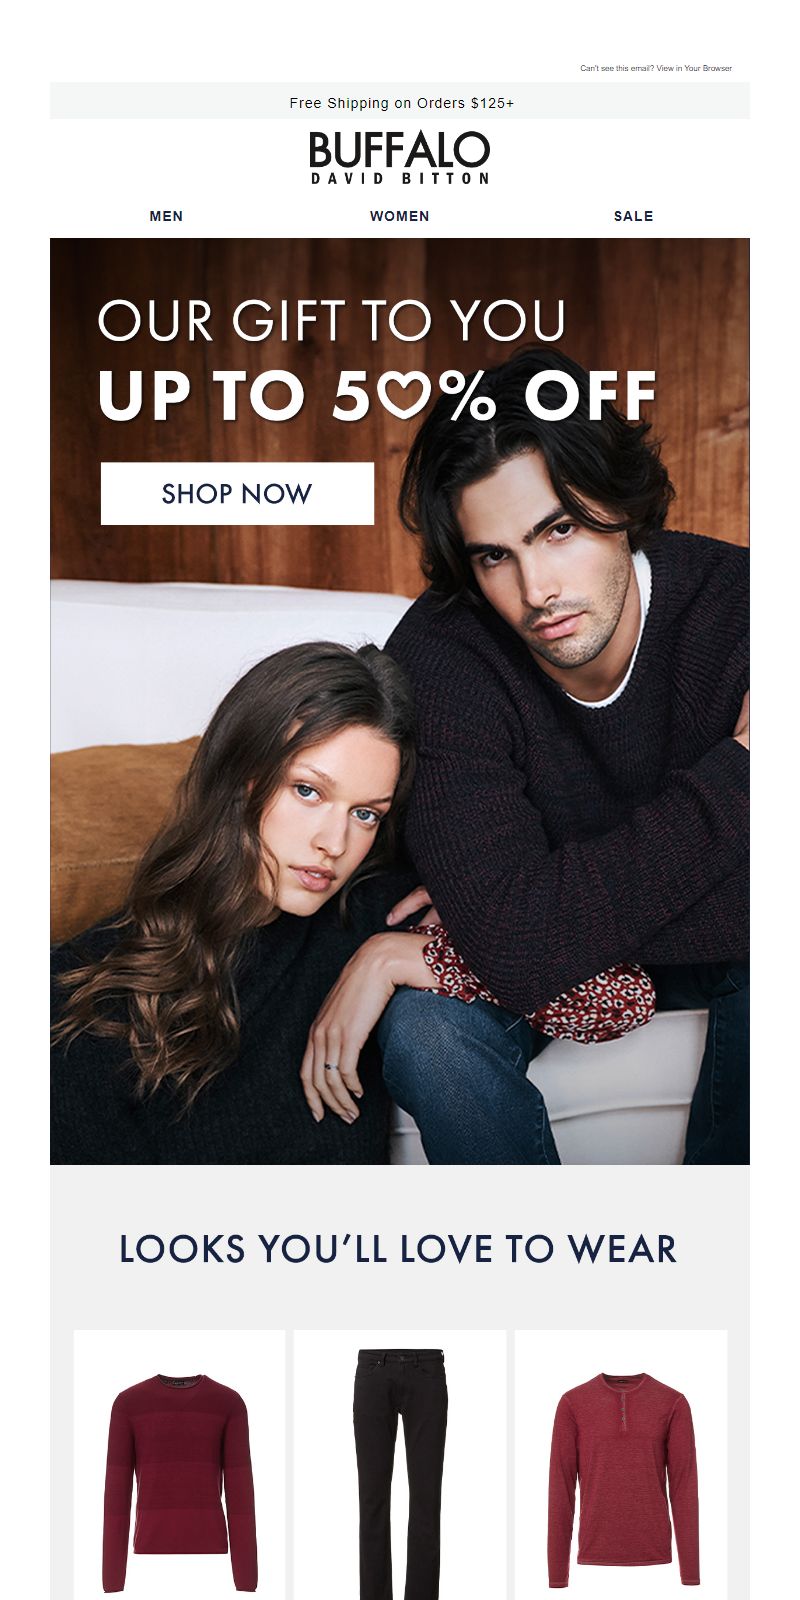 Can't see this email? View in Your Browser
Free Shipping on Orders $125+
BUFFALO
DAVID BITTON
MEN WOMEN SALE
OUR GIFT TO YOU
UP TO 50% OFF
SHOP NOW
LOOKS YOU'LL LOVE TO WEAR